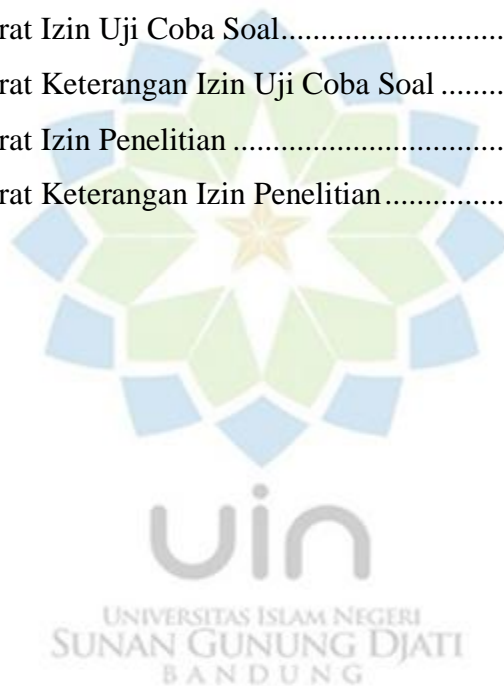 rat Izin Uji Coba Soal............................
rat Keterangan Izin Uji Coba Soal ........
rat Izin Penelitian ...................................
rat Keterangan Izin Penelitian...............
uin
UNIVERSITAS ISLAM NEGERI
SUNAN GUNUNG DJATI
BANDUNG